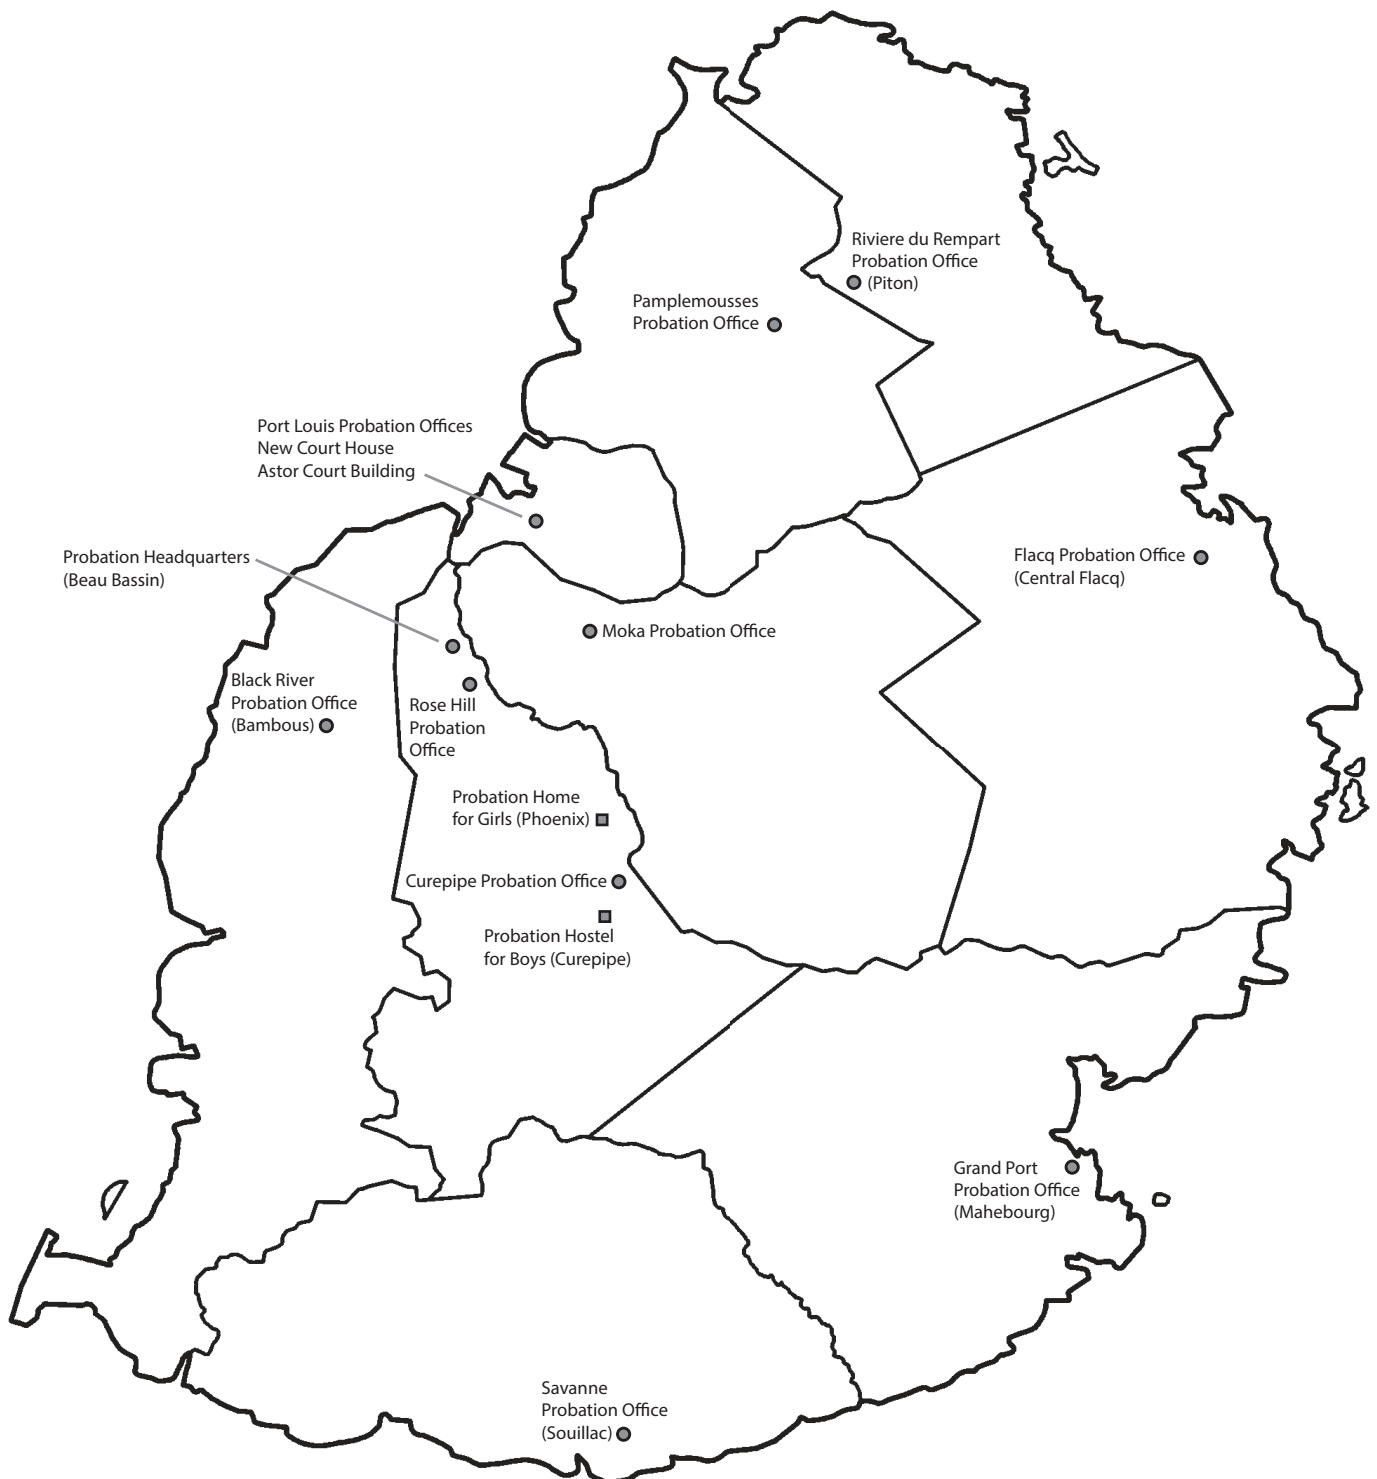 Riviere du Rempart
Probation Office
(Piton)
Pamplemousses
Probation Office
Port Louis Probation Offices
New Court House
Astor Court Building
Probation Headquarters
(Beau Bassin)
Flacq Probation Office
(Central Flacq)
Moka Probation Office
Black River
Probation Office
(Bambous)
Rose Hill
Probation
Office
Probation Home
for Girls (Phoenix)
Curepipe Probation Office
Probation Hostel
for Boys (Curepipe)
Grand Port
Probation Office
(Mahebourg)
Savanne
Probation Office
(Souillac)